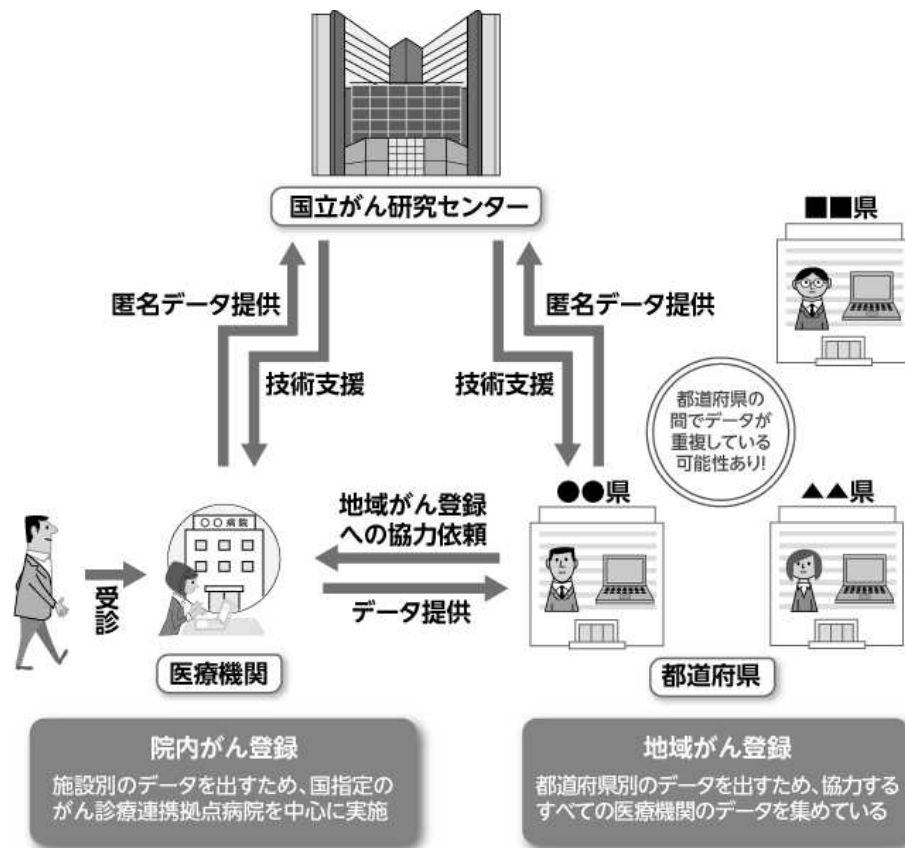 国立がん研究センター
■■県
匿名データ提供
匿名データ提供
技術支援
技術支援
都道府県の
間でデータが
重複している
可能性あり!
●●県
▲▲県
地域がん登録
への協力依頼
○○病院
受診
データ提供
医療機関
都道府県
院内がん登録
施設別のデータを出すため、国指定の
がん診療連携拠点病院を中心に実施
地域がん登録
都道府県別のデータを出すため、協力する
すべての医療機関のデータを集めている